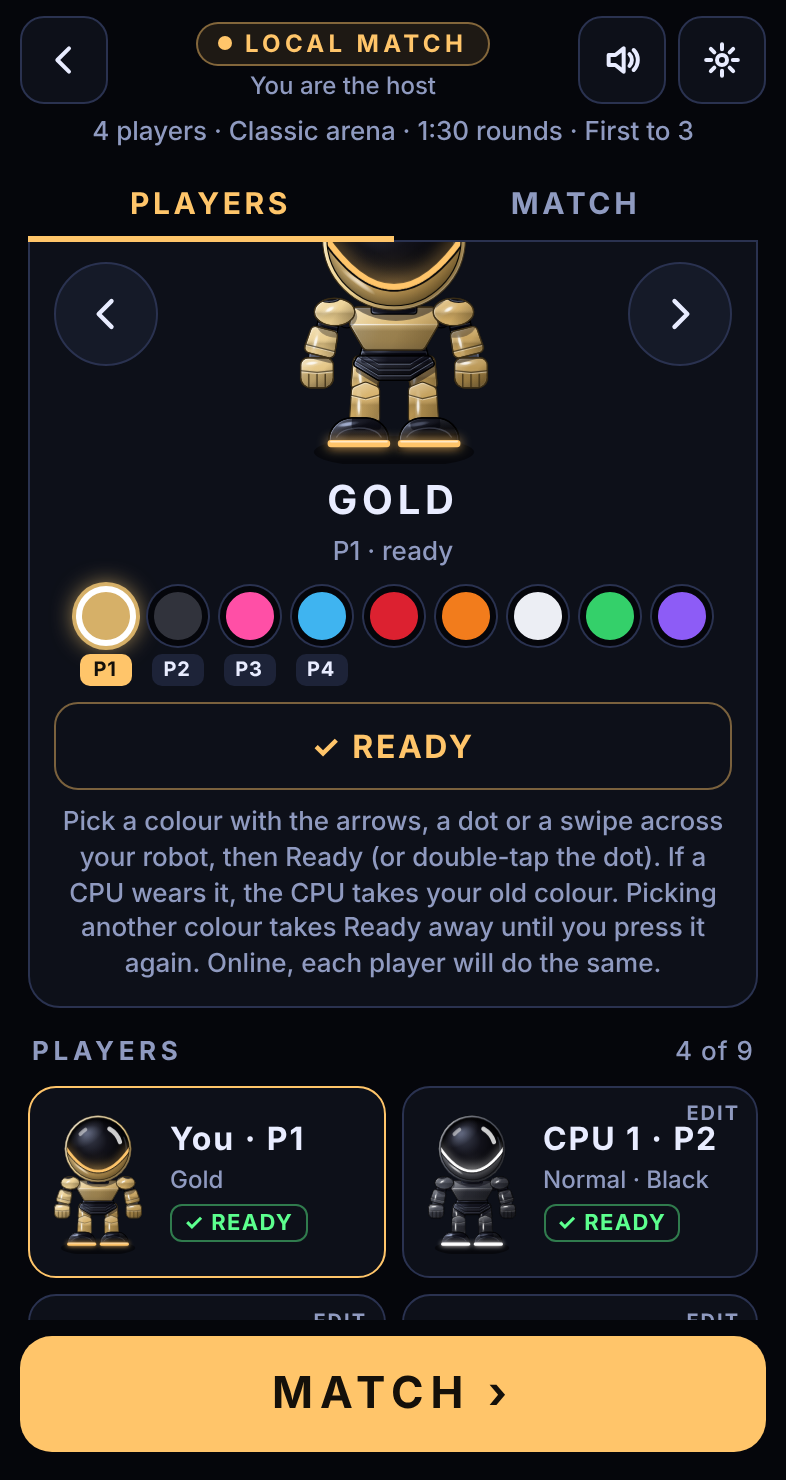 LOCAL MATCH
You are the host
4 players · Classic arena · 1:30 rounds · First to 3
PLAYERS
MATCH
GOLD
P1 · ready
P1 P2 P3 P4
✓ READY
Pick a colour with the arrows, a dot or a swipe across
your robot, then Ready (or double-tap the dot). If a
CPU wears it, the CPU takes your old colour. Picking
another colour takes Ready away until you press it
again. Online, each player will do the same.
PLAYERS
4 of 9
You · P1
Gold
✓ READY
EDIT
CPU 1 · P2
Normal · Black
✓ READY
EDIT
EDIT
MATCH ›